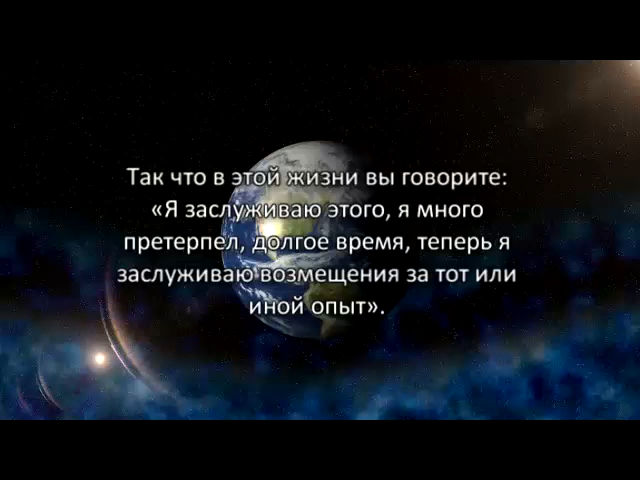 Так что в этой жизни вы говорите:
«Я заслуживаю этого, я много
претерпел, долгое время, теперь я
заслуживаю возмещения за тот или
иной опыт».